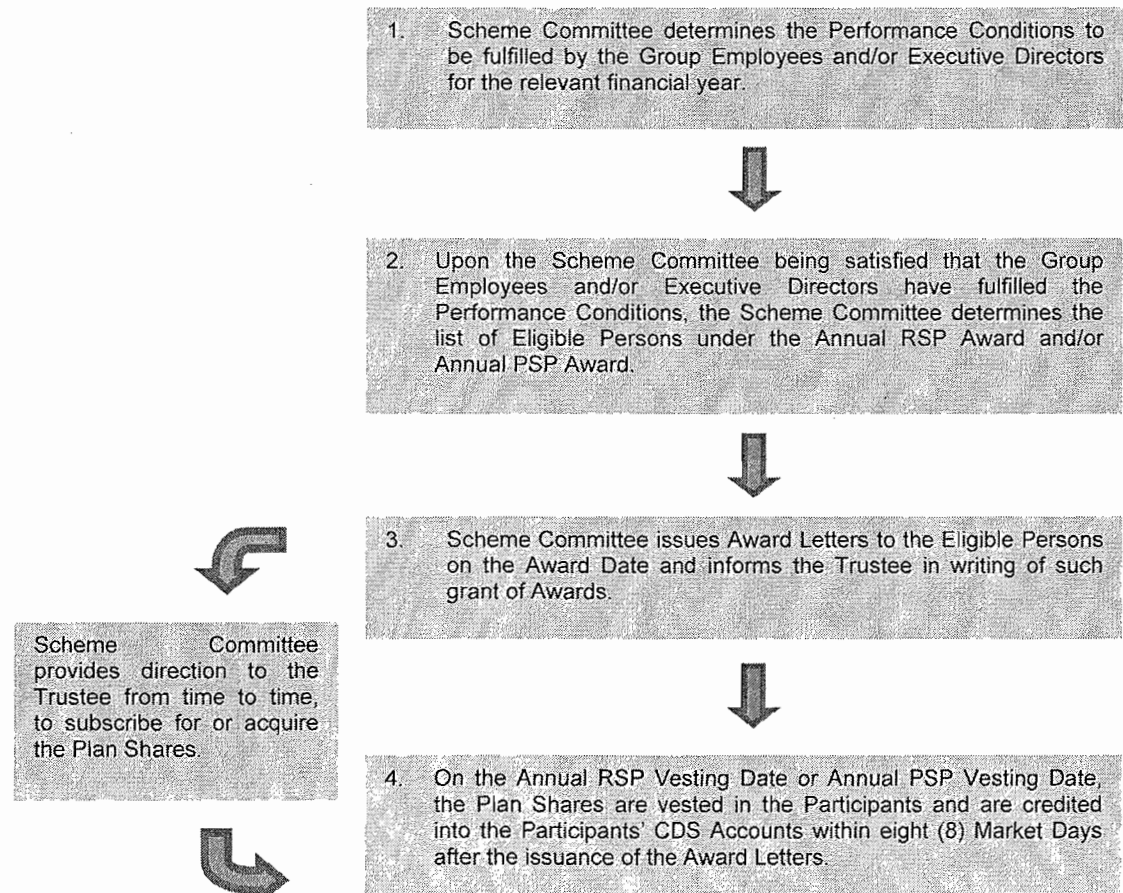 1. Scheme Committee determines the Performance Conditions to
be fulfilled by the Group Employees and/or Executive Directors
for the relevant financial year.
2. Upon the Scheme Committee being satisfied that the Group
Employees and/or Executive Directors have fulfilled the
Performance Conditions, the Scheme Committee determines the
list of Eligible Persons under the Annual RSP Award and/or
Annual PSP Award.
3. Scheme Committee issues Award Letters to the Eligible Persons
on the Award Date and informs the Trustee in writing of such
grant of Awards.
Scheme Committee
provides direction to the
Trustee from time to time,
to subscribe for or acquire
the Plan Shares.
4. On the Annual RSP Vesting Date or Annual PSP Vesting Date,
the Plan Shares are vested in the Participants and are credited
into the Participants' CDS Accounts within eight (8) Market Days
after the issuance of the Award Letters.